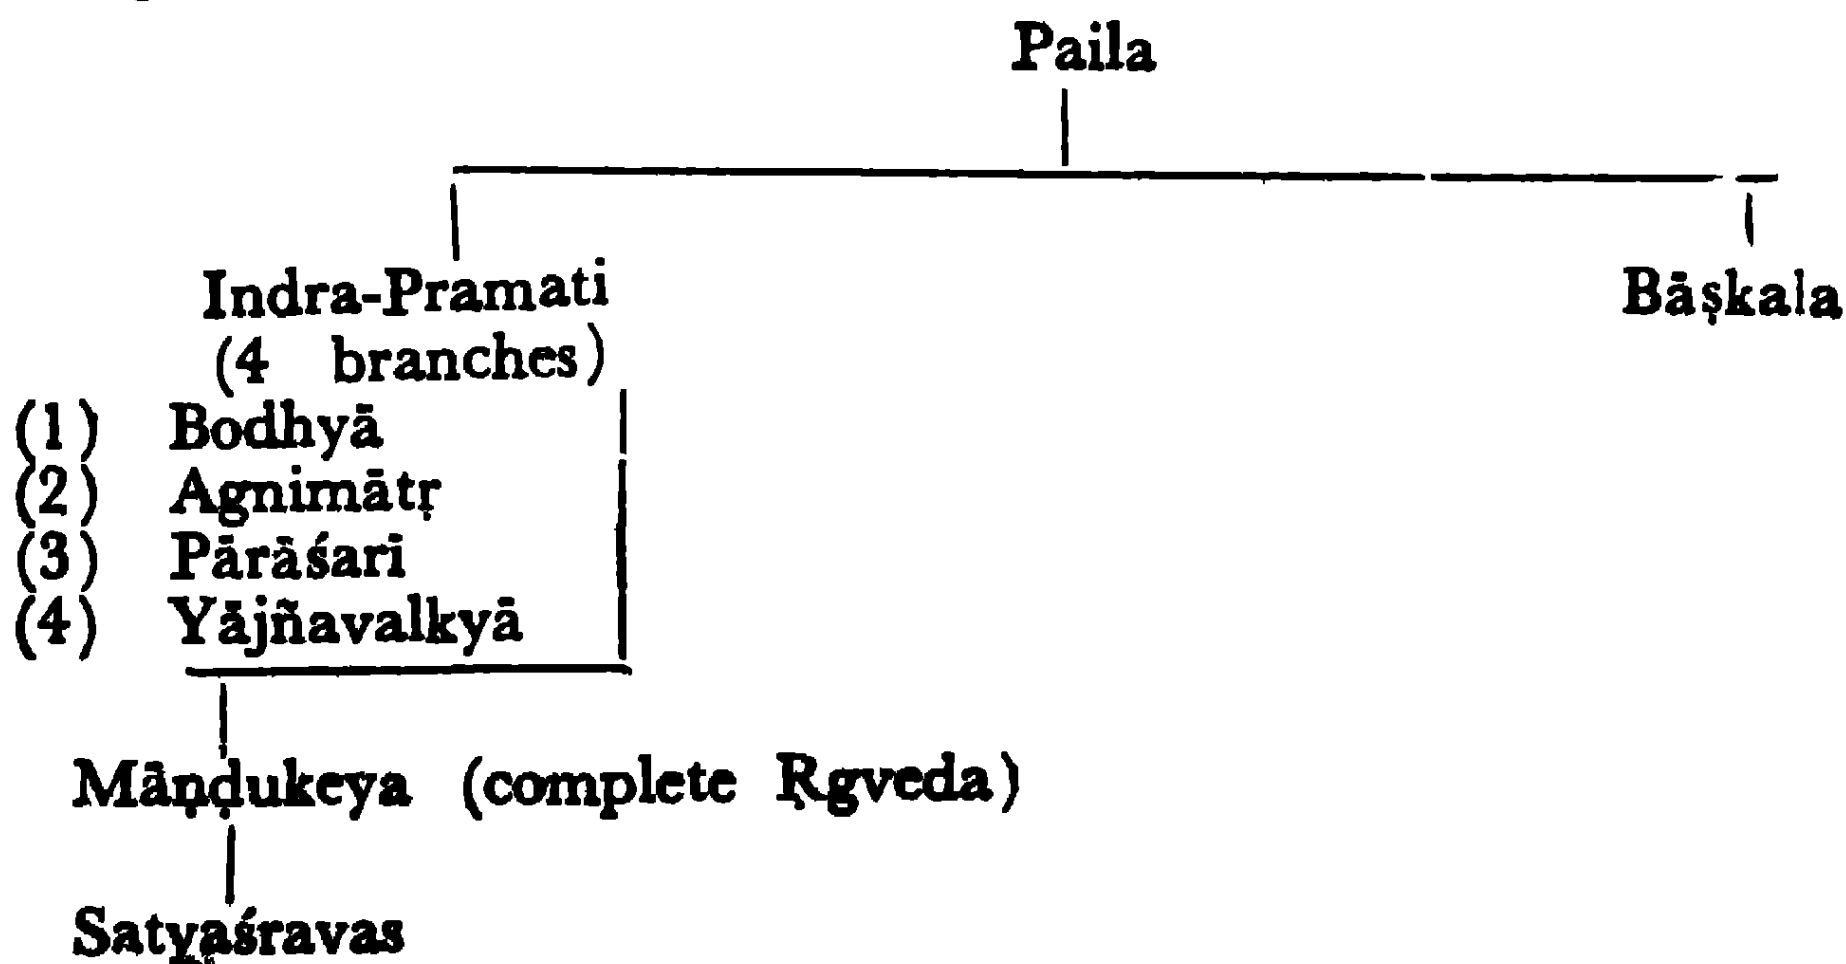 Paila
Indra-Pramati
(4 branches)
Bāṣkala
(1) Bodhyā
(2) Agnimātṛ
(3) Pārāśari
(4) Yājñavalkyā
Māṇḍukeya (complete Ṛgveda)
Satyaśravas